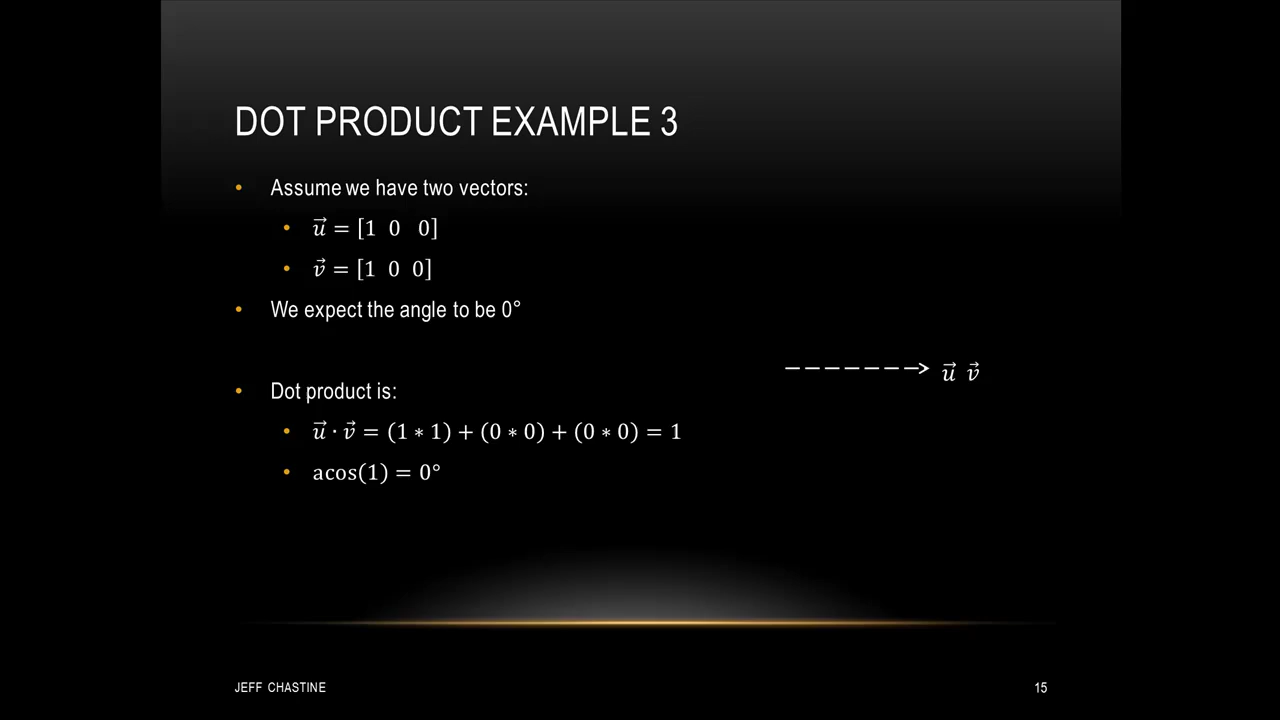 DOT PRODUCT EXAMPLE 3
• Assume we have two vectors:
• u⃗ = [1 0 0]
• v⃗ = [1 0 0]
• We expect the angle to be 0°
u⃗ v⃗
• Dot product is:
• u⃗ · v⃗ = (1 ∗ 1) + (0 ∗ 0) + (0 ∗ 0) = 1
• acos(1) = 0°
JEFF CHASTINE
15